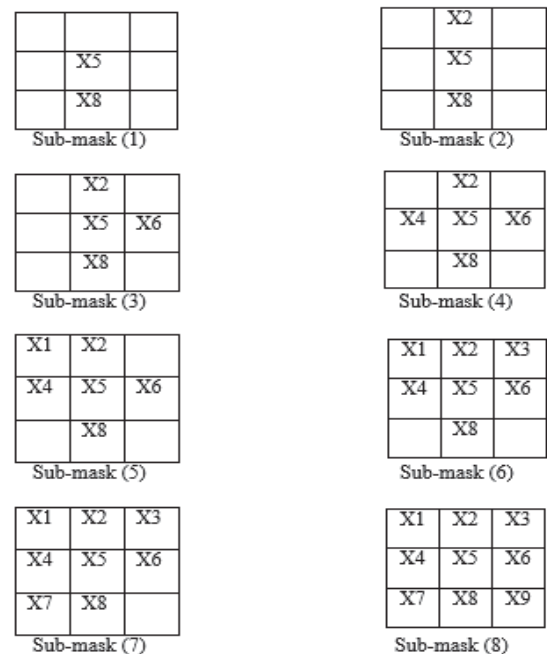 X5
X8
Sub-mask (1)
X2
X5
X8
Sub-mask (2)
X2
X5 X6
X8
Sub-mask (3)
X2
X4 X5 X6
X8
Sub-mask (4)
X1 X2
X4 X5 X6
X8
Sub-mask (5)
X1 X2 X3
X4 X5 X6
X8
Sub-mask (6)
X1 X2 X3
X4 X5 X6
X7 X8
Sub-mask (7)
X1 X2 X3
X4 X5 X6
X7 X8 X9
Sub-mask (8)